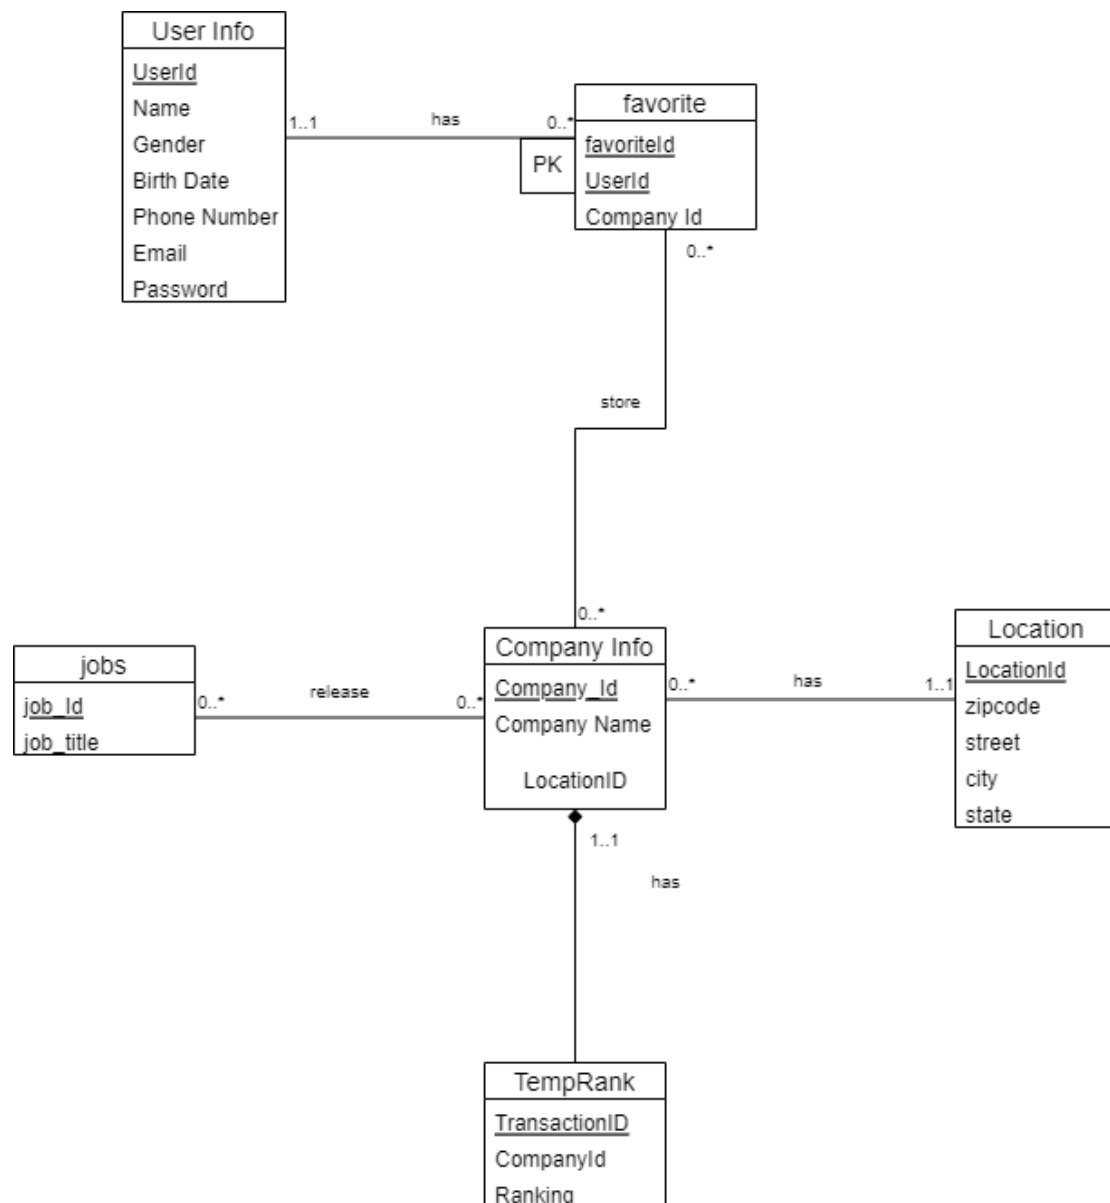 User Info
UserId
Name
Gender
Birth Date
Phone Number
Email
Password
1..1
has
0..*
PK
favorite
favoriteId
UserId
Company Id
0..*
store
0..*
jobs
job_Id
job_title
0..*
release
0..*
Company Info
Company_Id
Company Name
LocationID
0..*
has
1..1
Location
LocationId
zipcode
street
city
state
1..1
has
TempRank
TransactionID
CompanyId
Ranking